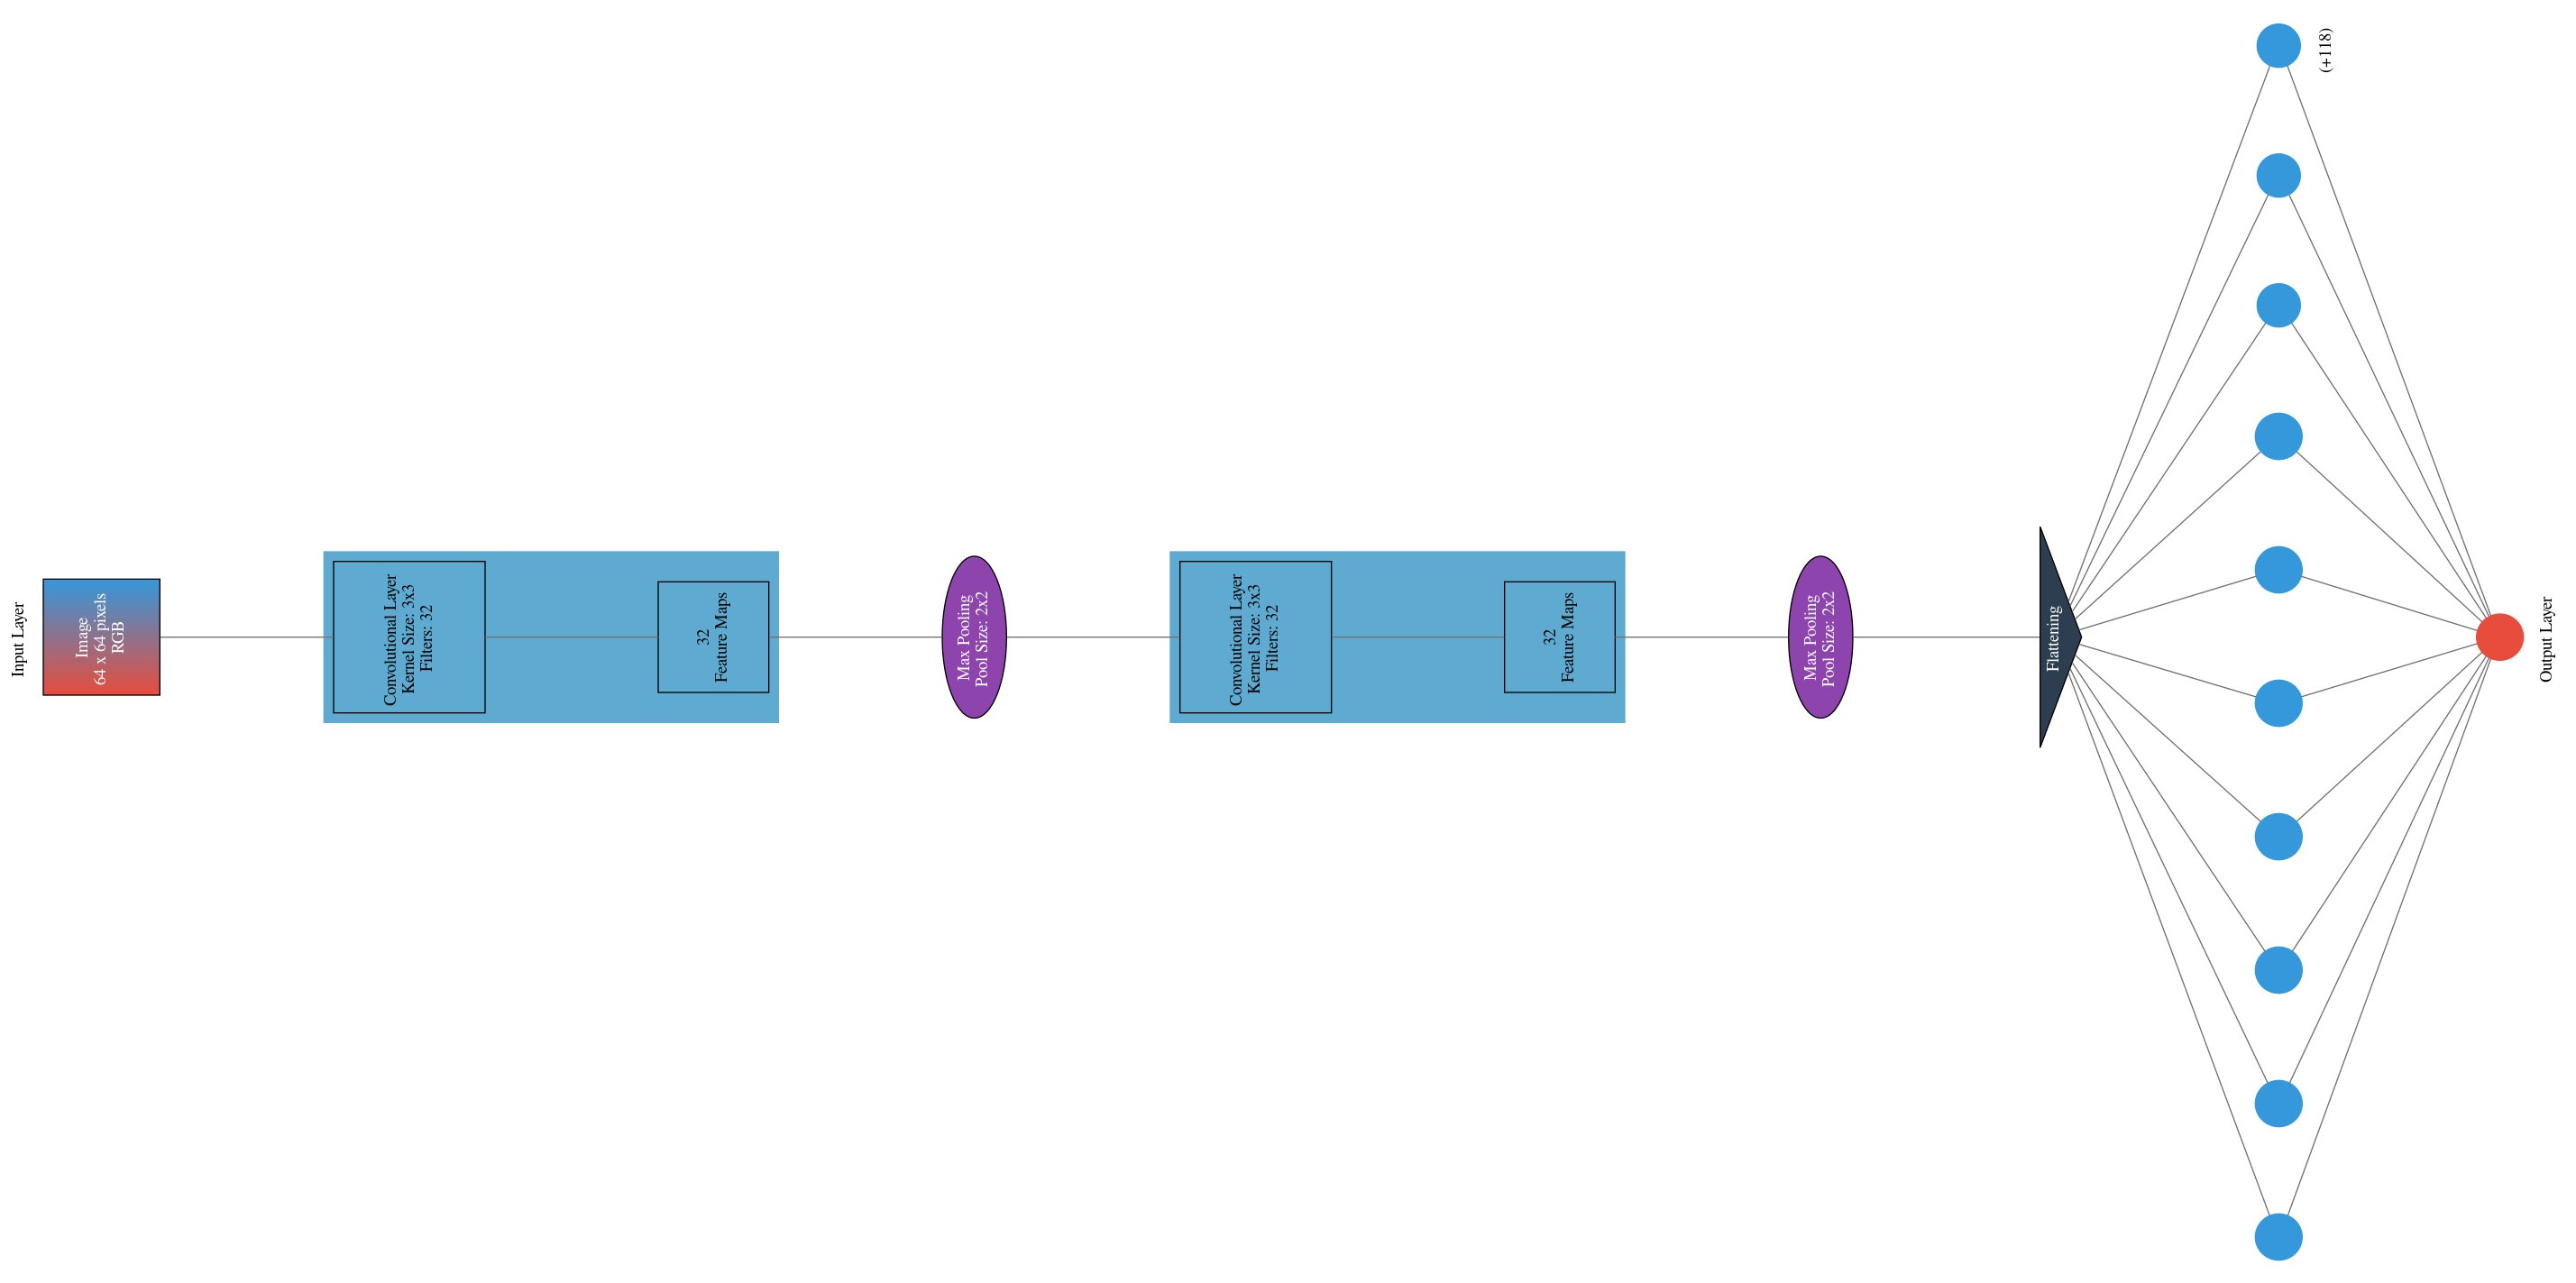 Input Layer
Image
64 x 64 pixels
RGB
Convolutional Layer
Kernel Size: 3x3
Filters: 32
32
Feature Maps
Max Pooling
Pool Size: 2x2
Convolutional Layer
Kernel Size: 3x3
Filters: 32
32
Feature Maps
Max Pooling
Pool Size: 2x2
Flattening
(+118)
Output Layer